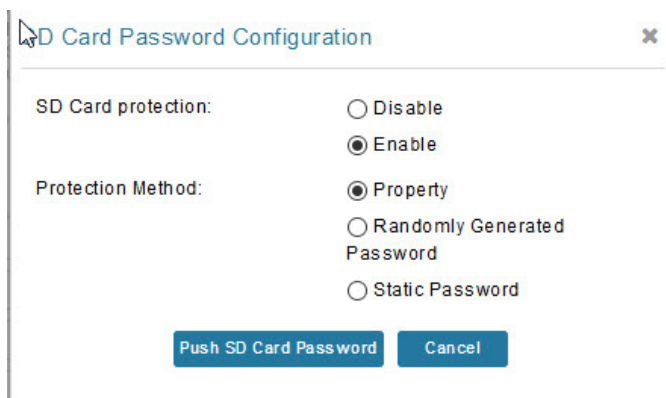 SD Card Password Configuration
SD Card protection:
Disable
Enable
Protection Method:
Property
Randomly Generated
Password
Static Password
Push SD Card Password
Cancel